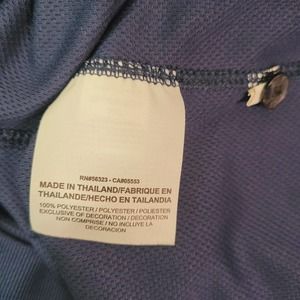 RN#56323 - CA#05553
MADE IN THAILAND/FABRIQUE EN
THAILANDE/HECHO EN TAILANDIA
100% POLYESTER / POLYESTER / POLIESTER
EXCLUSIVE OF DECORATION / DECORATION
NON COMPRISE / NO INCLUYE LA
DECORACION